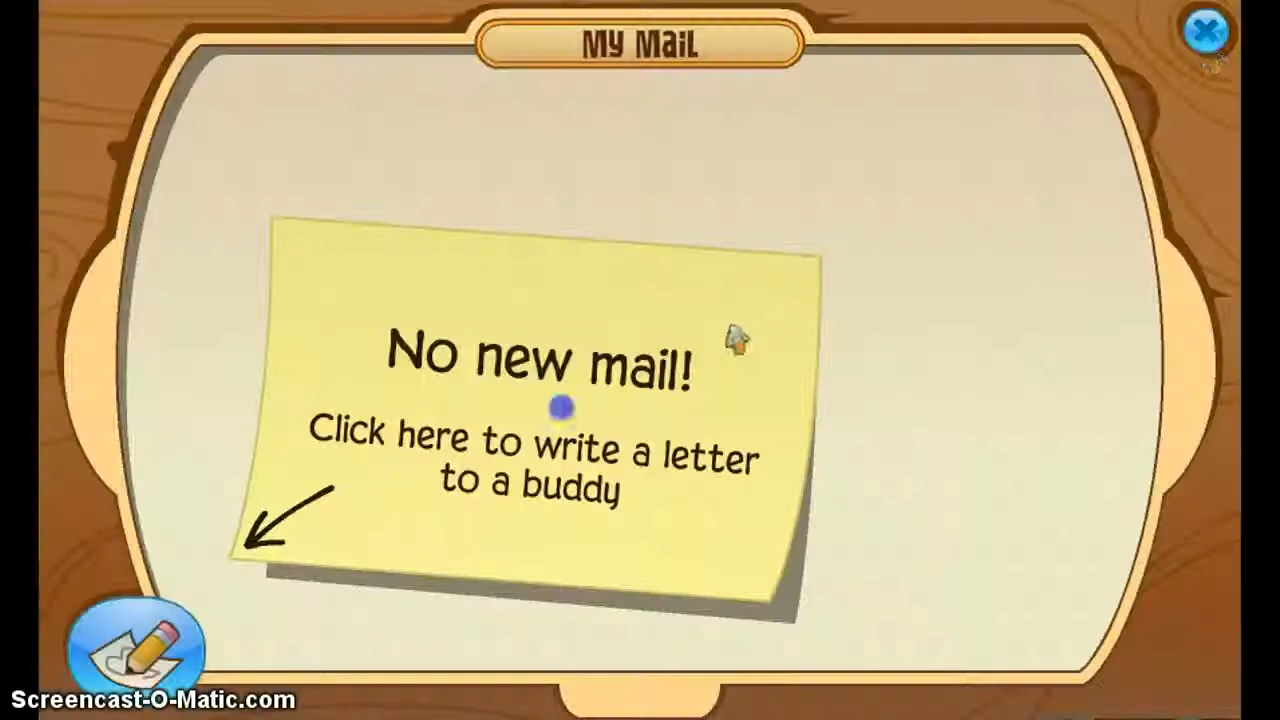 My Mail
No new mail!
Click here to write a letter
to a buddy
Screencast-O-Matic.com